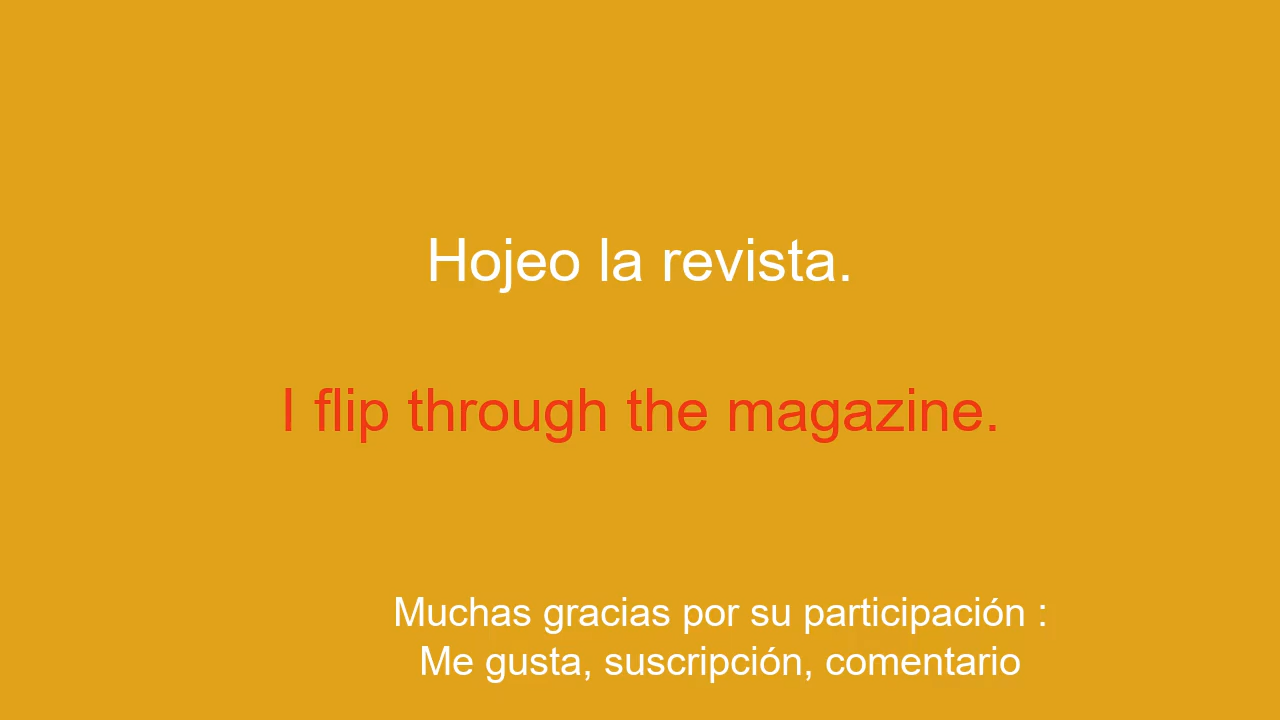 Hojeo la revista.
I flip through the magazine.
Muchas gracias por su participación :
Me gusta, suscripción, comentario